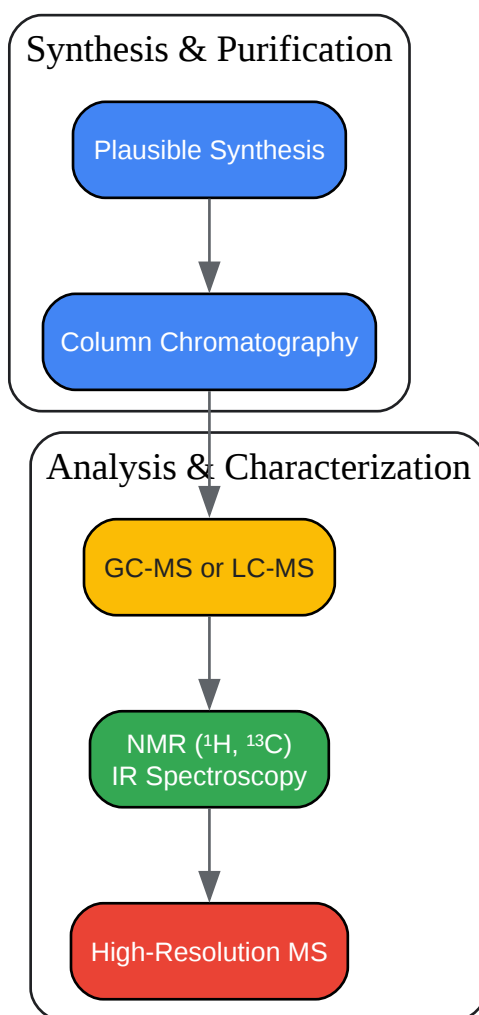 Synthesis & Purification
Plausible Synthesis
Column Chromatography
Analysis & Characterization
GC-MS or LC-MS
NMR (¹H, ¹³C)
IR Spectroscopy
High-Resolution MS